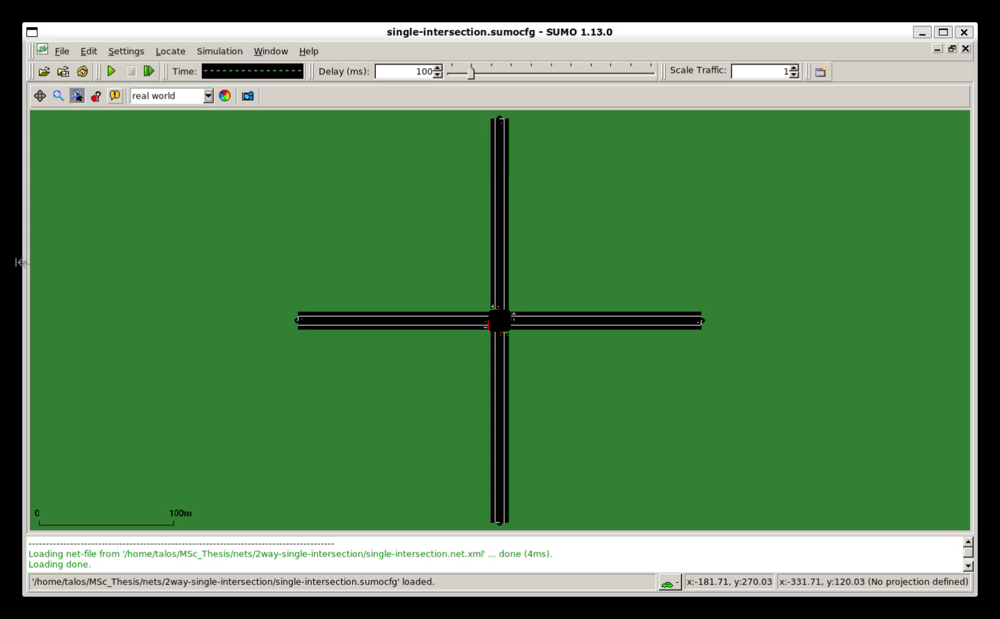 single-intersection.sumocfg - SUMO 1.13.0
File Edit Settings Locate Simulation Window Help
Time: Delay (ms): 100 Scale Traffic: 1
real world
0 100m
--------------------------------------------------------------------------------
Loading net-file from '/home/talos/MSc_Thesis/nets/2way-single-intersection/single-intersection.net.xml' ... done (4ms).
Loading done.
'/home/talos/MSc_Thesis/nets/2way-single-intersection/single-intersection.sumocfg' loaded. - x:-181.71, y:270.03 x:-331.71, y:120.03 (No projection defined)